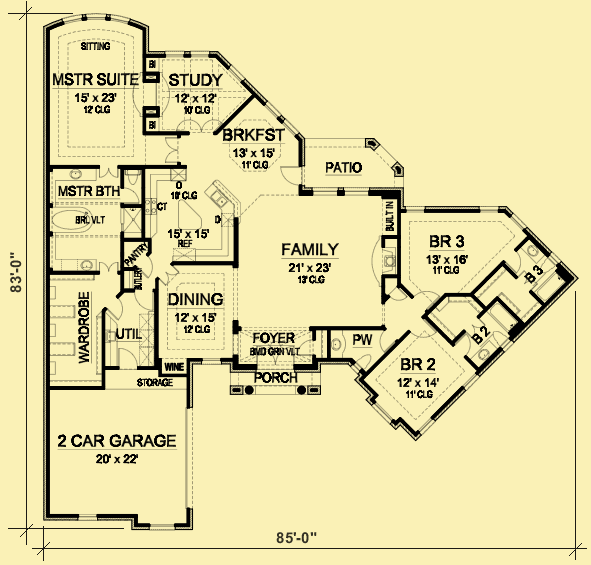 SITTING
MSTR SUITE
15' x 23'
12' CLG
BI
BI
STUDY
12' x 12'
10' CLG
BRKFST
13' x 15'
11' CLG
PATIO
MSTR BTH
BRL VLT
CT
O
10' CLG
D
15' x 15'
REF
PANTRY
BUTLERY
FAMILY
21' x 23'
13' CLG
BUILT IN
BR 3
13' x 16'
11' CLG
B 3
B 2
BR 2
12' x 14'
11' CLG
DINING
12' x 15'
12' CLG
WARDROBE
UTIL
FOYER
BMD GRN VLT
PW
WINE
PORCH
STORAGE
2 CAR GARAGE
20' x 22'
83'-0"
85'-0"